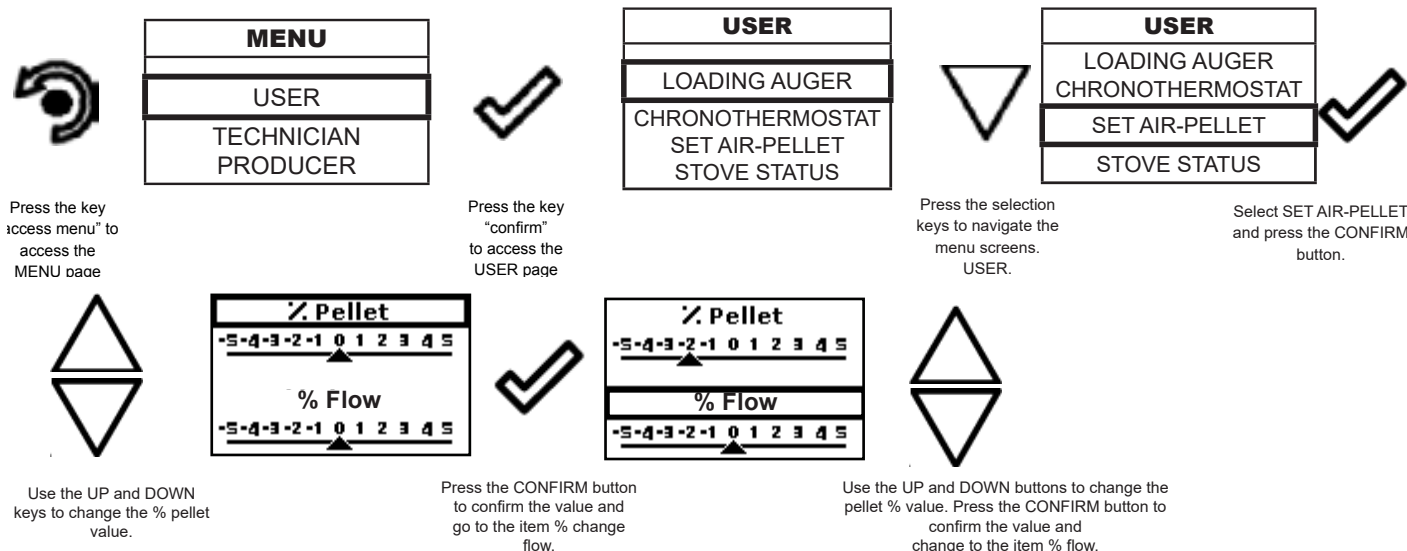 MENU
USER
TECHNICIAN
PRODUCER
USER
LOADING AUGER
CHRONOTHERMOSTAT
SET AIR-PELLET
STOVE STATUS
USER
LOADING AUGER
CHRONOTHERMOSTAT
SET AIR-PELLET
STOVE STATUS
Press the key
access menu” to
access the
MENU page
Press the key
“confirm”
to access the
USER page
Press the selection
keys to navigate the
menu screens.
USER.
Select SET AIR-PELLET
and press the CONFIRM
button.
% Pellet
-5-4-3-2-1 0 1 2 3 4 5
% Flow
-5-4-3-2-1 0 1 2 3 4 5
% Pellet
-5-4-3-2-1 0 1 2 3 4 5
% Flow
-5-4-3-2-1 0 1 2 3 4 5
Use the UP and DOWN
keys to change the % pellet
value.
Press the CONFIRM button
to confirm the value and
go to the item % change
flow.
Use the UP and DOWN buttons to change the
pellet % value. Press the CONFIRM button to
confirm the value and
change to the item % flow.